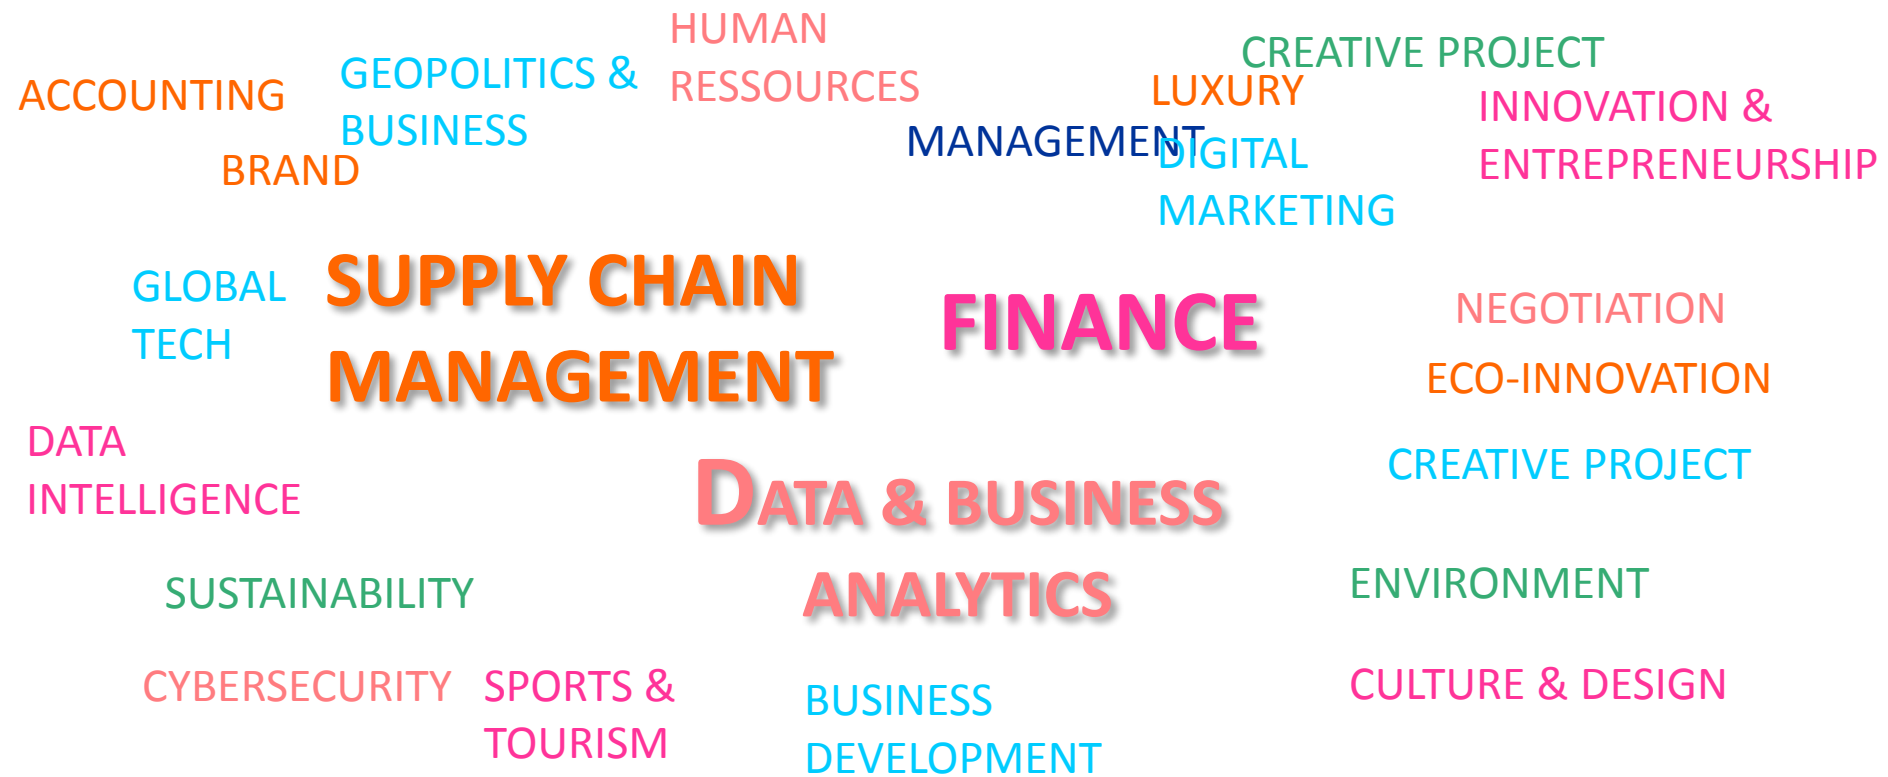 HUMAN
RESSOURCES
CREATIVE PROJECT
ACCOUNTING
GEOPOLITICS &
BUSINESS
LUXURY
INNOVATION &
ENTREPRENEURSHIP
BRAND
MANAGEMENT
DIGITAL
MARKETING
GLOBAL
TECH
SUPPLY CHAIN
MANAGEMENT
FINANCE
NEGOTIATION
ECO-INNOVATION
DATA
INTELLIGENCE
CREATIVE PROJECT
DATA & BUSINESS
ANALYTICS
SUSTAINABILITY
ENVIRONMENT
CYBERSECURITY
SPORTS &
TOURISM
BUSINESS
DEVELOPMENT
CULTURE & DESIGN